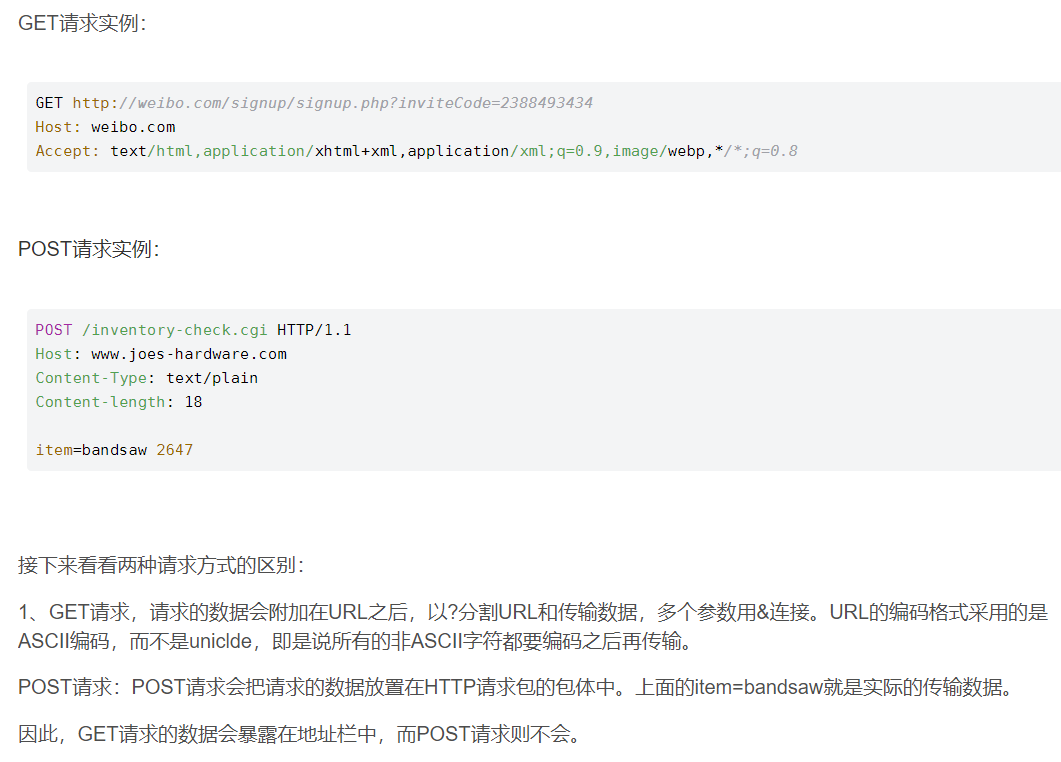 GET请求实例：
GET http://weibo.com/signup/signup.php?inviteCode=2388493434
Host: weibo.com
Accept: text/html,application/xhtml+xml,application/xml;q=0.9,image/webp,*/*;q=0.8
POST请求实例：
POST /inventory-check.cgi HTTP/1.1
Host: www.joes-hardware.com
Content-Type: text/plain
Content-length: 18
item=bandsaw 2647
接下来看看两种请求方式的区别：
1、GET请求，请求的数据会附加在URL之后，以?分割URL和传输数据，多个参数用&连接。URL的编码格式采用的是
ASCII编码，而不是uniclde，即是说所有的非ASCII字符都要编码之后再传输。
POST请求：POST请求会把请求的数据放置在HTTP请求包的包体中。上面的item=bandsaw就是实际的传输数据。
因此，GET请求的数据会暴露在地址栏中，而POST请求则不会。